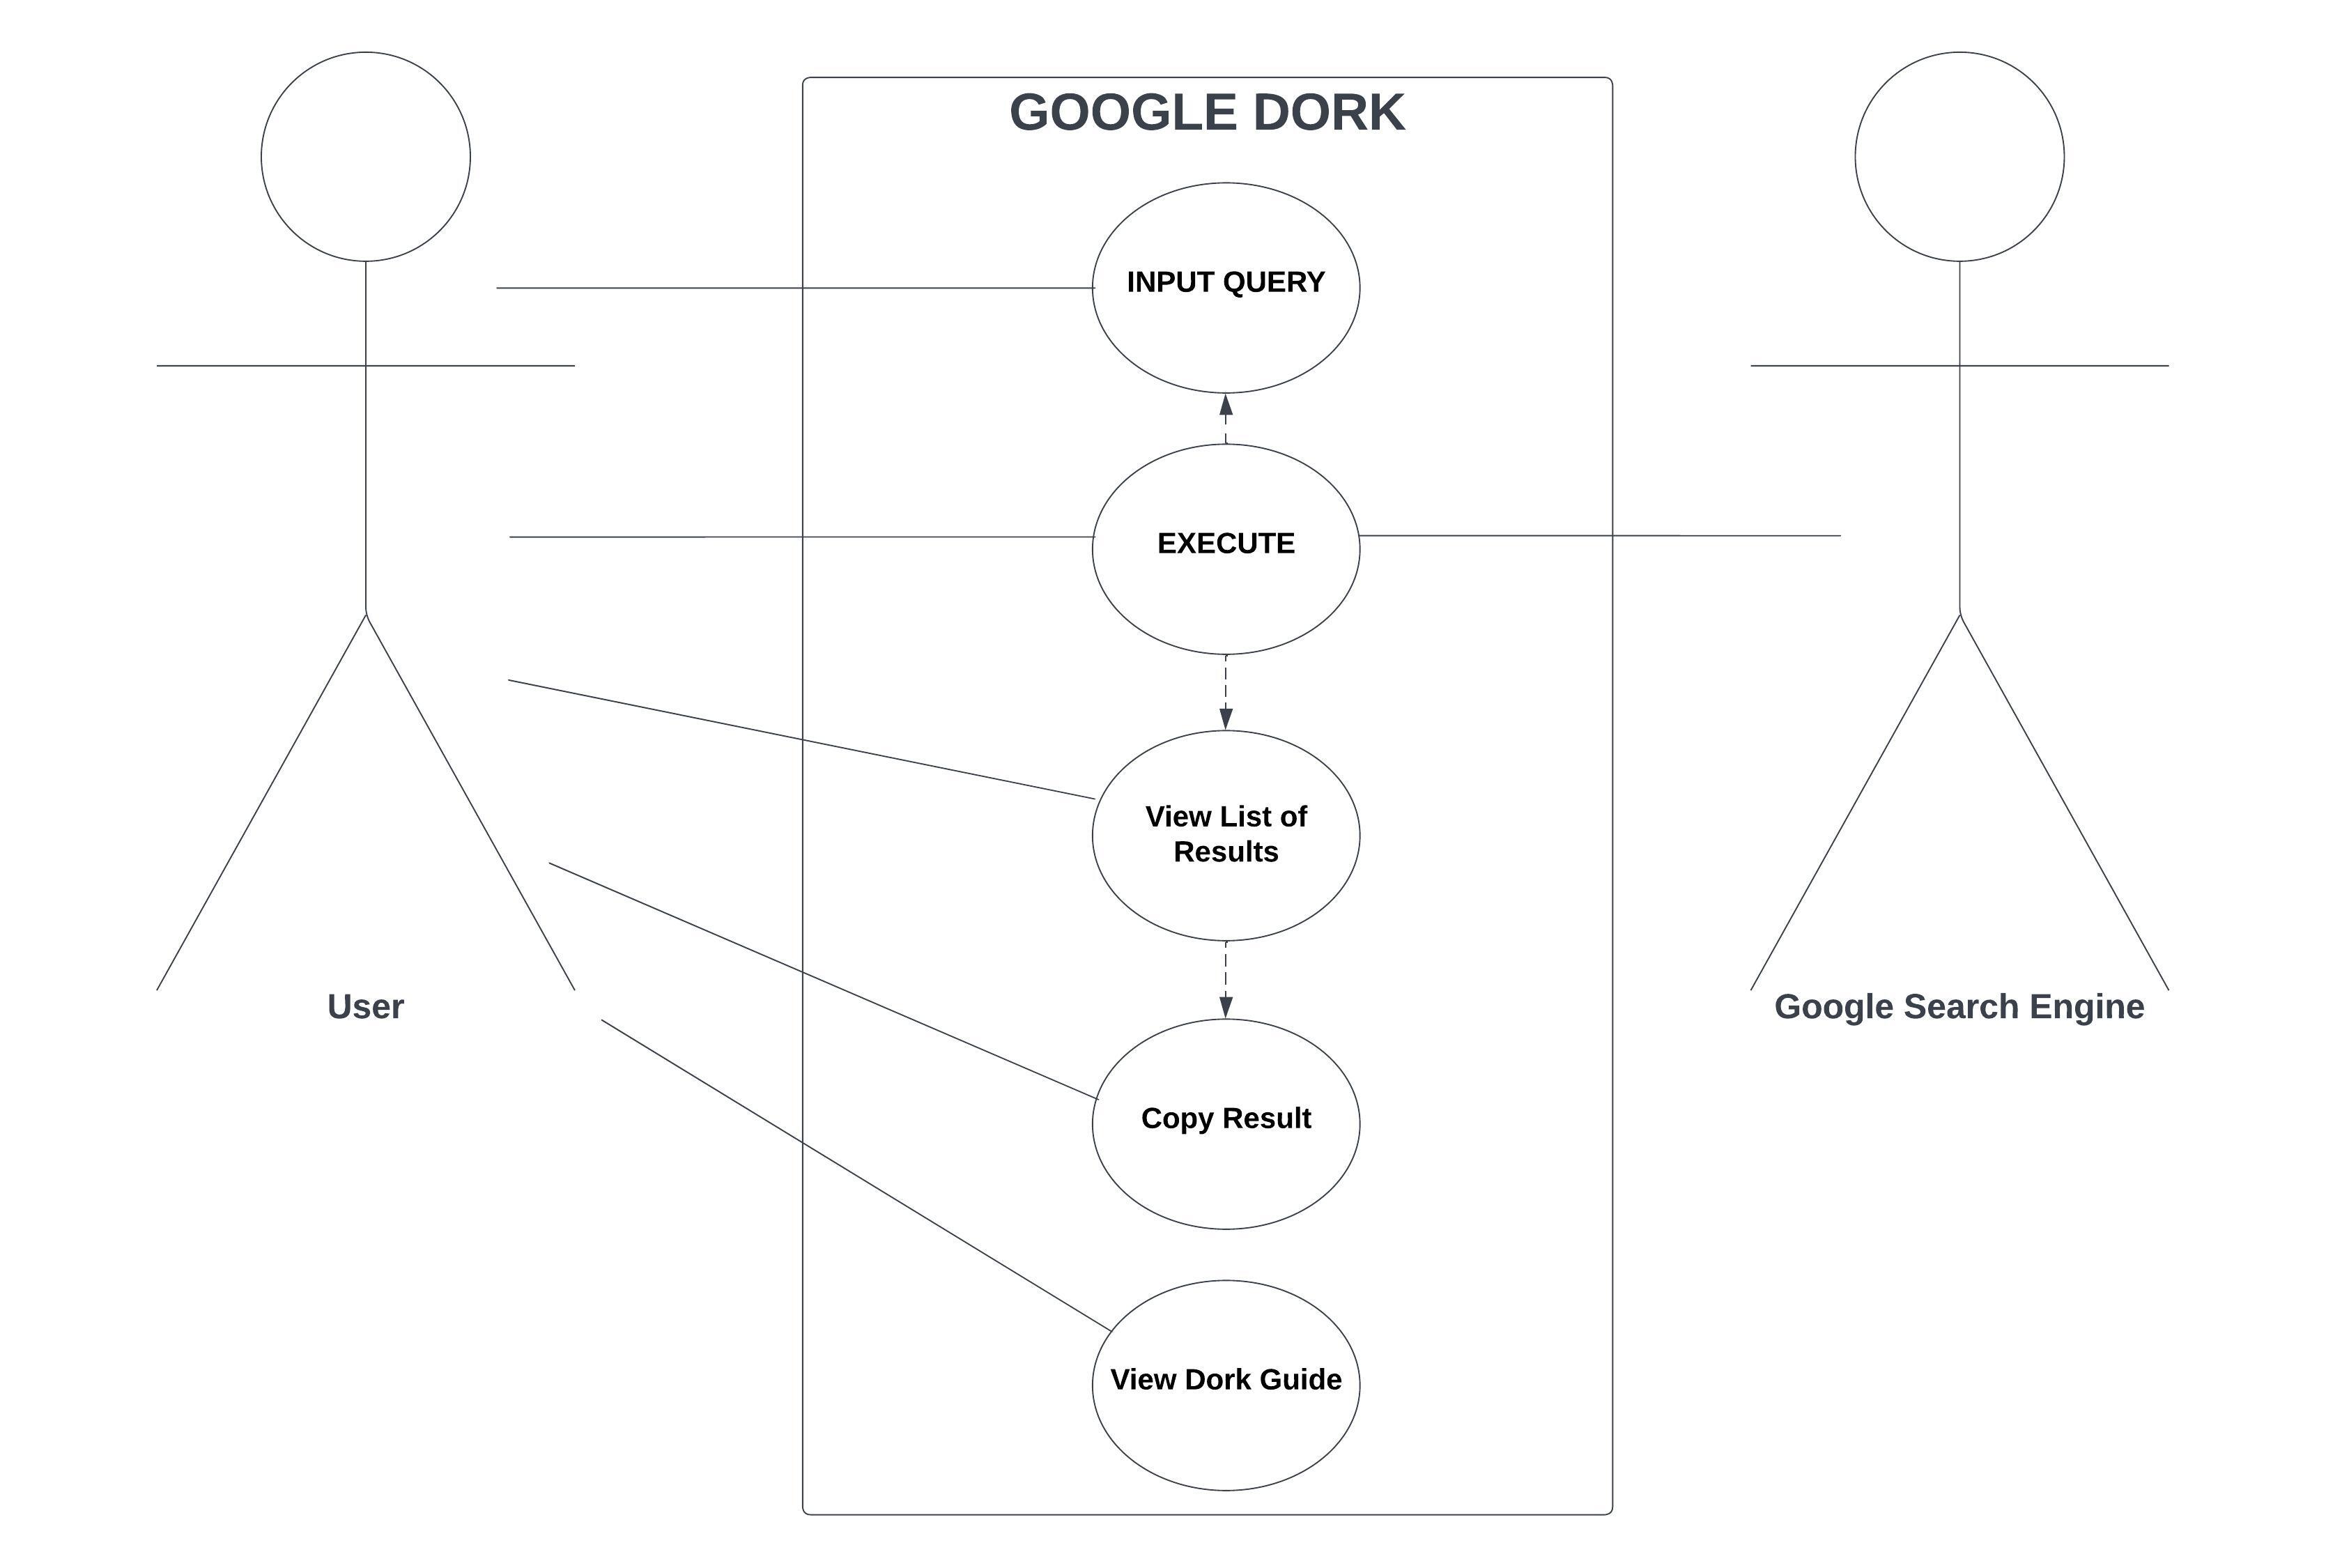 GOOGLE DORK
INPUT QUERY
EXECUTE
View List of
Results
User
Google Search Engine
Copy Result
View Dork Guide